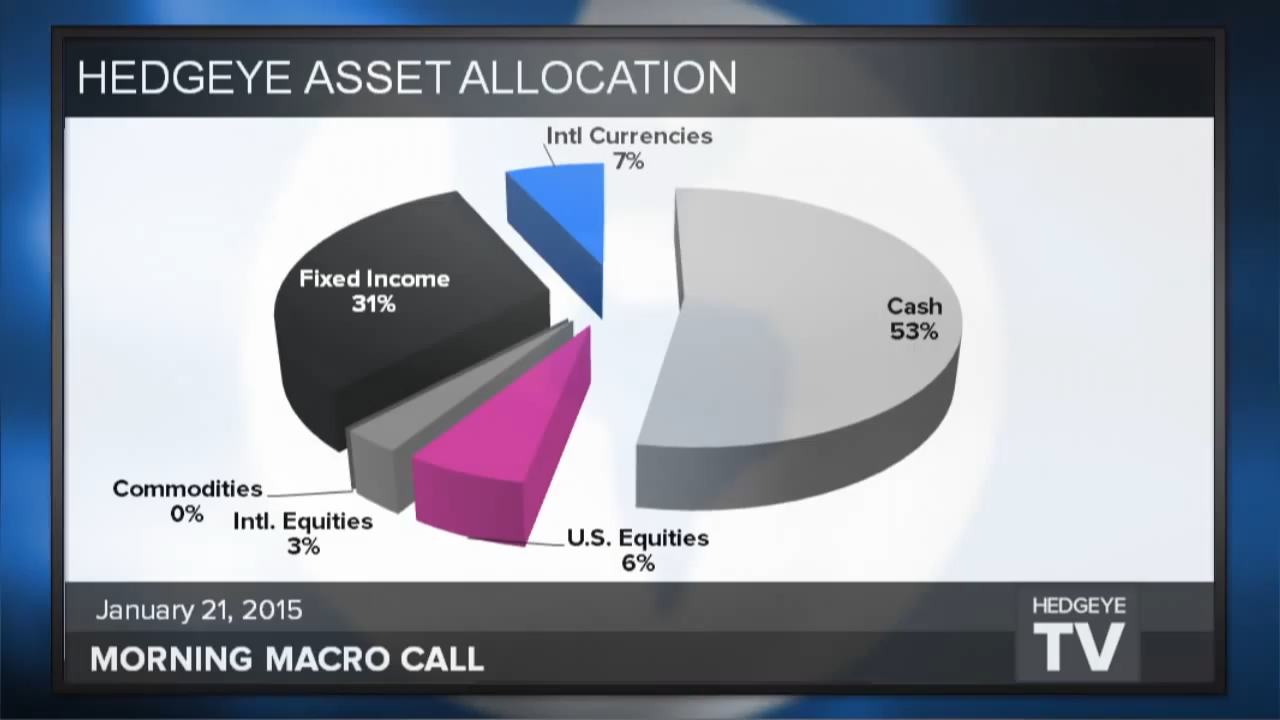 HEDGEYE ASSET ALLOCATION
Intl Currencies
7%
Fixed Income
31%
Cash
53%
Commodities
0%
Intl. Equities
3%
U.S. Equities
6%
January 21, 2015
MORNING MACRO CALL
HEDGEYE
TV